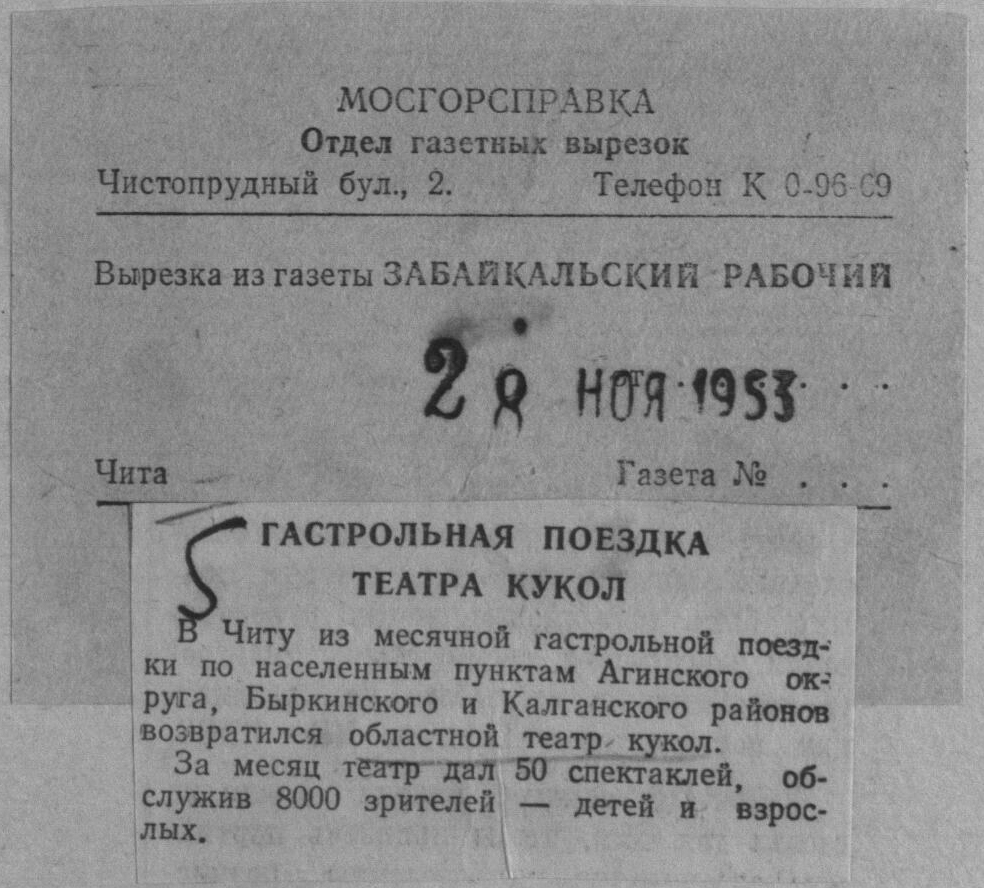 МОСГОРСПРАВКА
Отдел газетных вырезок
Чистопрудный бул., 2. Телефон К 0-96-69
Вырезка из газеты ЗАБАЙКАЛЬСКИЙ РАБОЧИЙ
от . . . .
2 НОЯ 1953
Чита Газета № . . .
5
ГАСТРОЛЬНАЯ ПОЕЗДКА
ТЕАТРА КУКОЛ
В Читу из месячной гастрольной поезд-
ки по населенным пунктам Агинского ок-
руга, Быркинского и Калганского районов
возвратился областной театр кукол.
За месяц театр дал 50 спектаклей, об-
служив 8000 зрителей — детей и взрос-
лых.